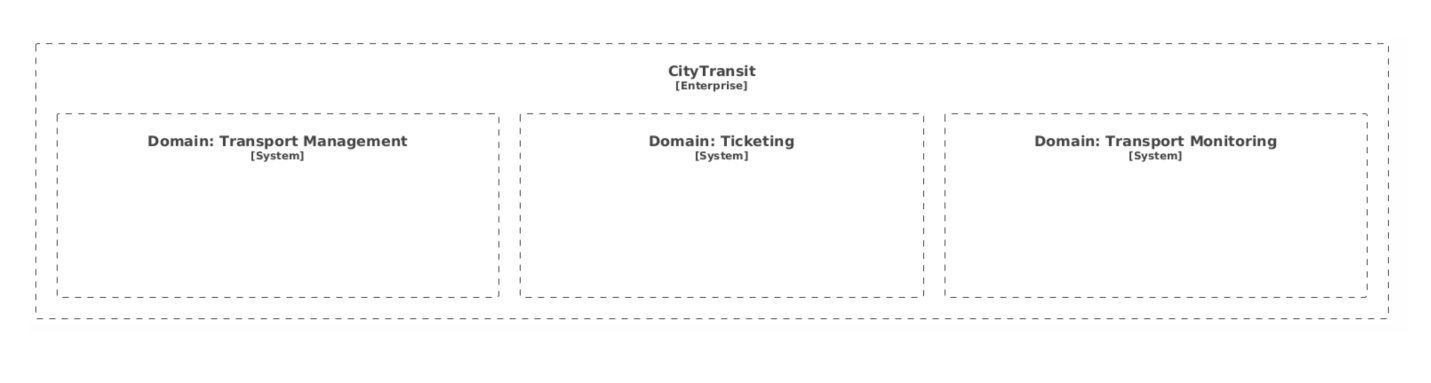 CityTransit
[Enterprise]
Domain: Transport Management
[System]
Domain: Ticketing
[System]
Domain: Transport Monitoring
[System]